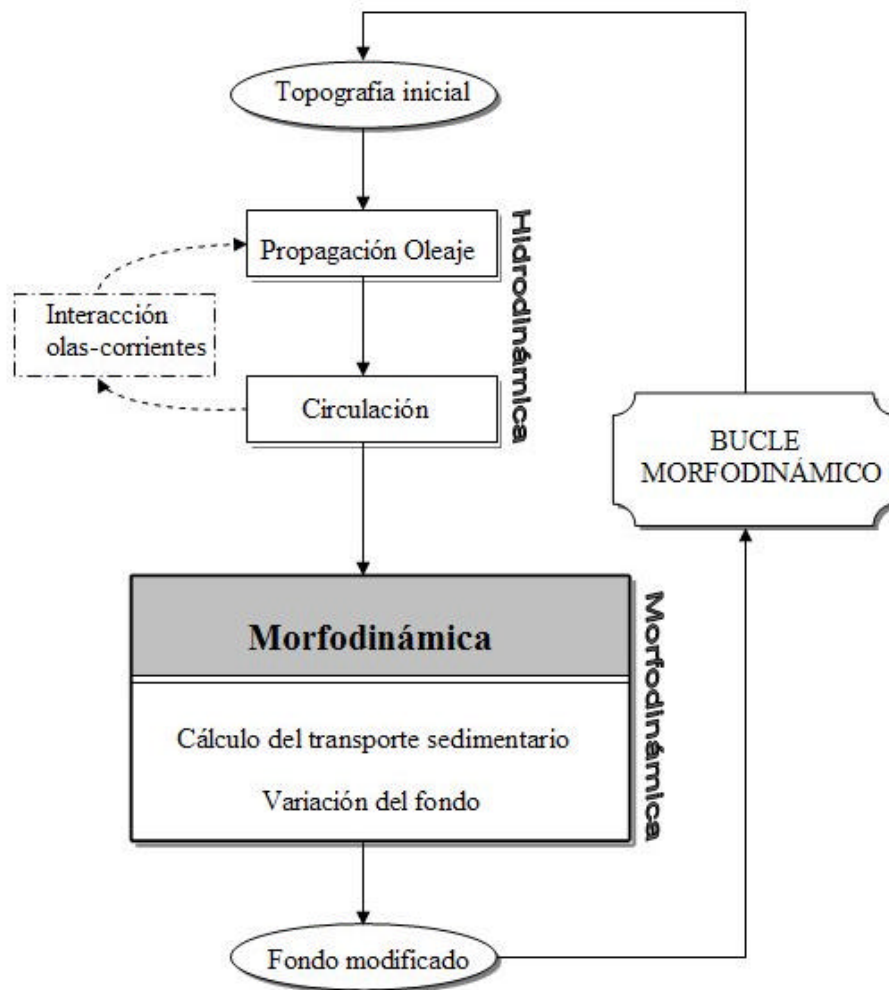 Topografía inicial
Propagación Oleaje
Hidrodinámica
Interacción
olas-corrientes
Circulación
BUCLE
MORFODINÁMICO
Morfodinámica
Morfodinámica
Cálculo del transporte sedimentario
Variación del fondo
Fondo modificado